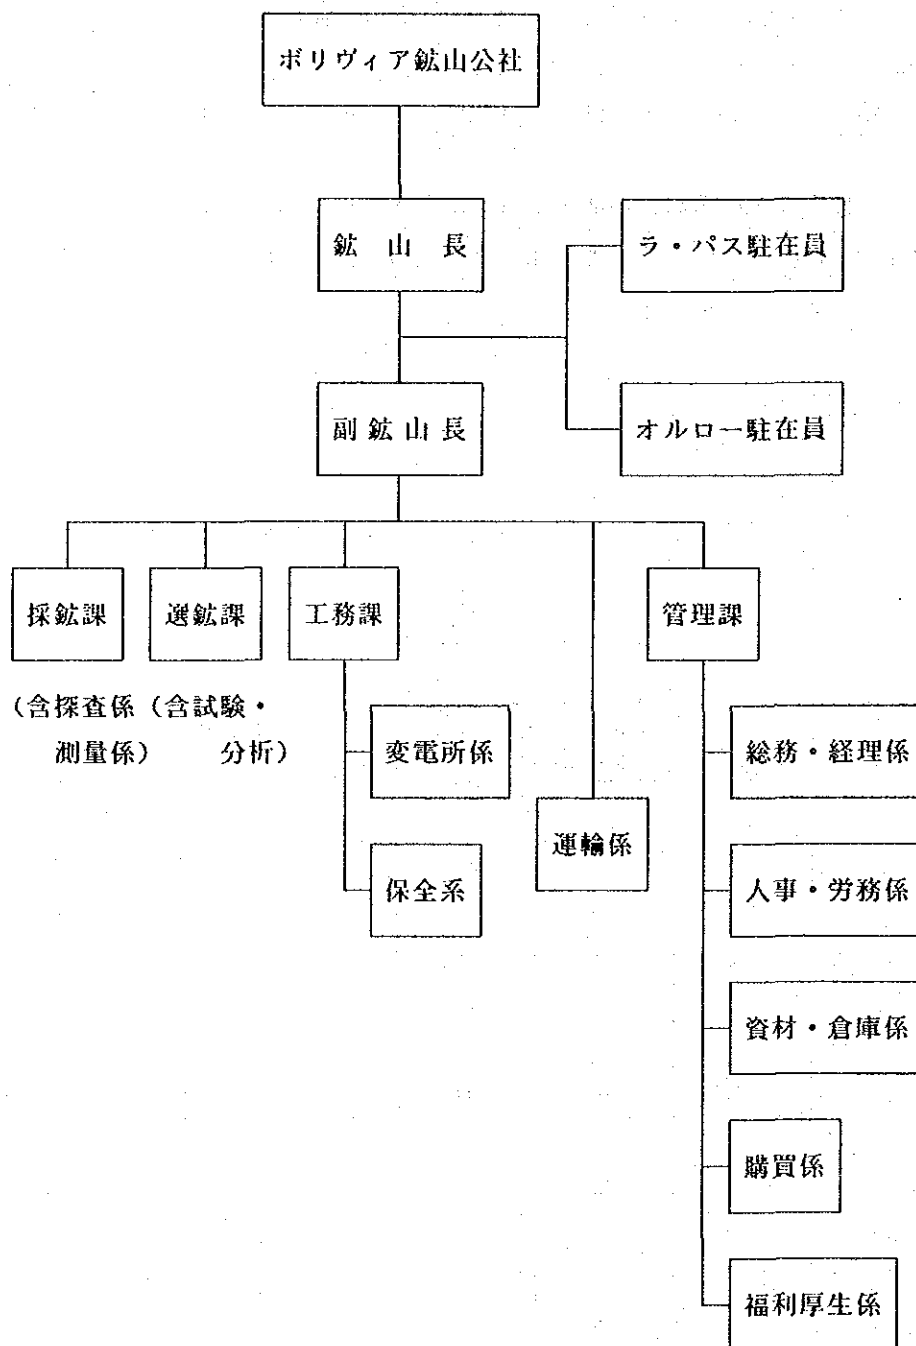 ボリヴィア鉱山公社
鉱山長
ラ・パス駐在員
副鉱山長
オルロー駐在員
採鉱課
選鉱課
工務課
管理課
(含探査係
測量係)
(含試験・
分析)
変電所係
保全系
運輸係
総務・経理係
人事・労務係
資材・倉庫係
購買係
福利厚生係